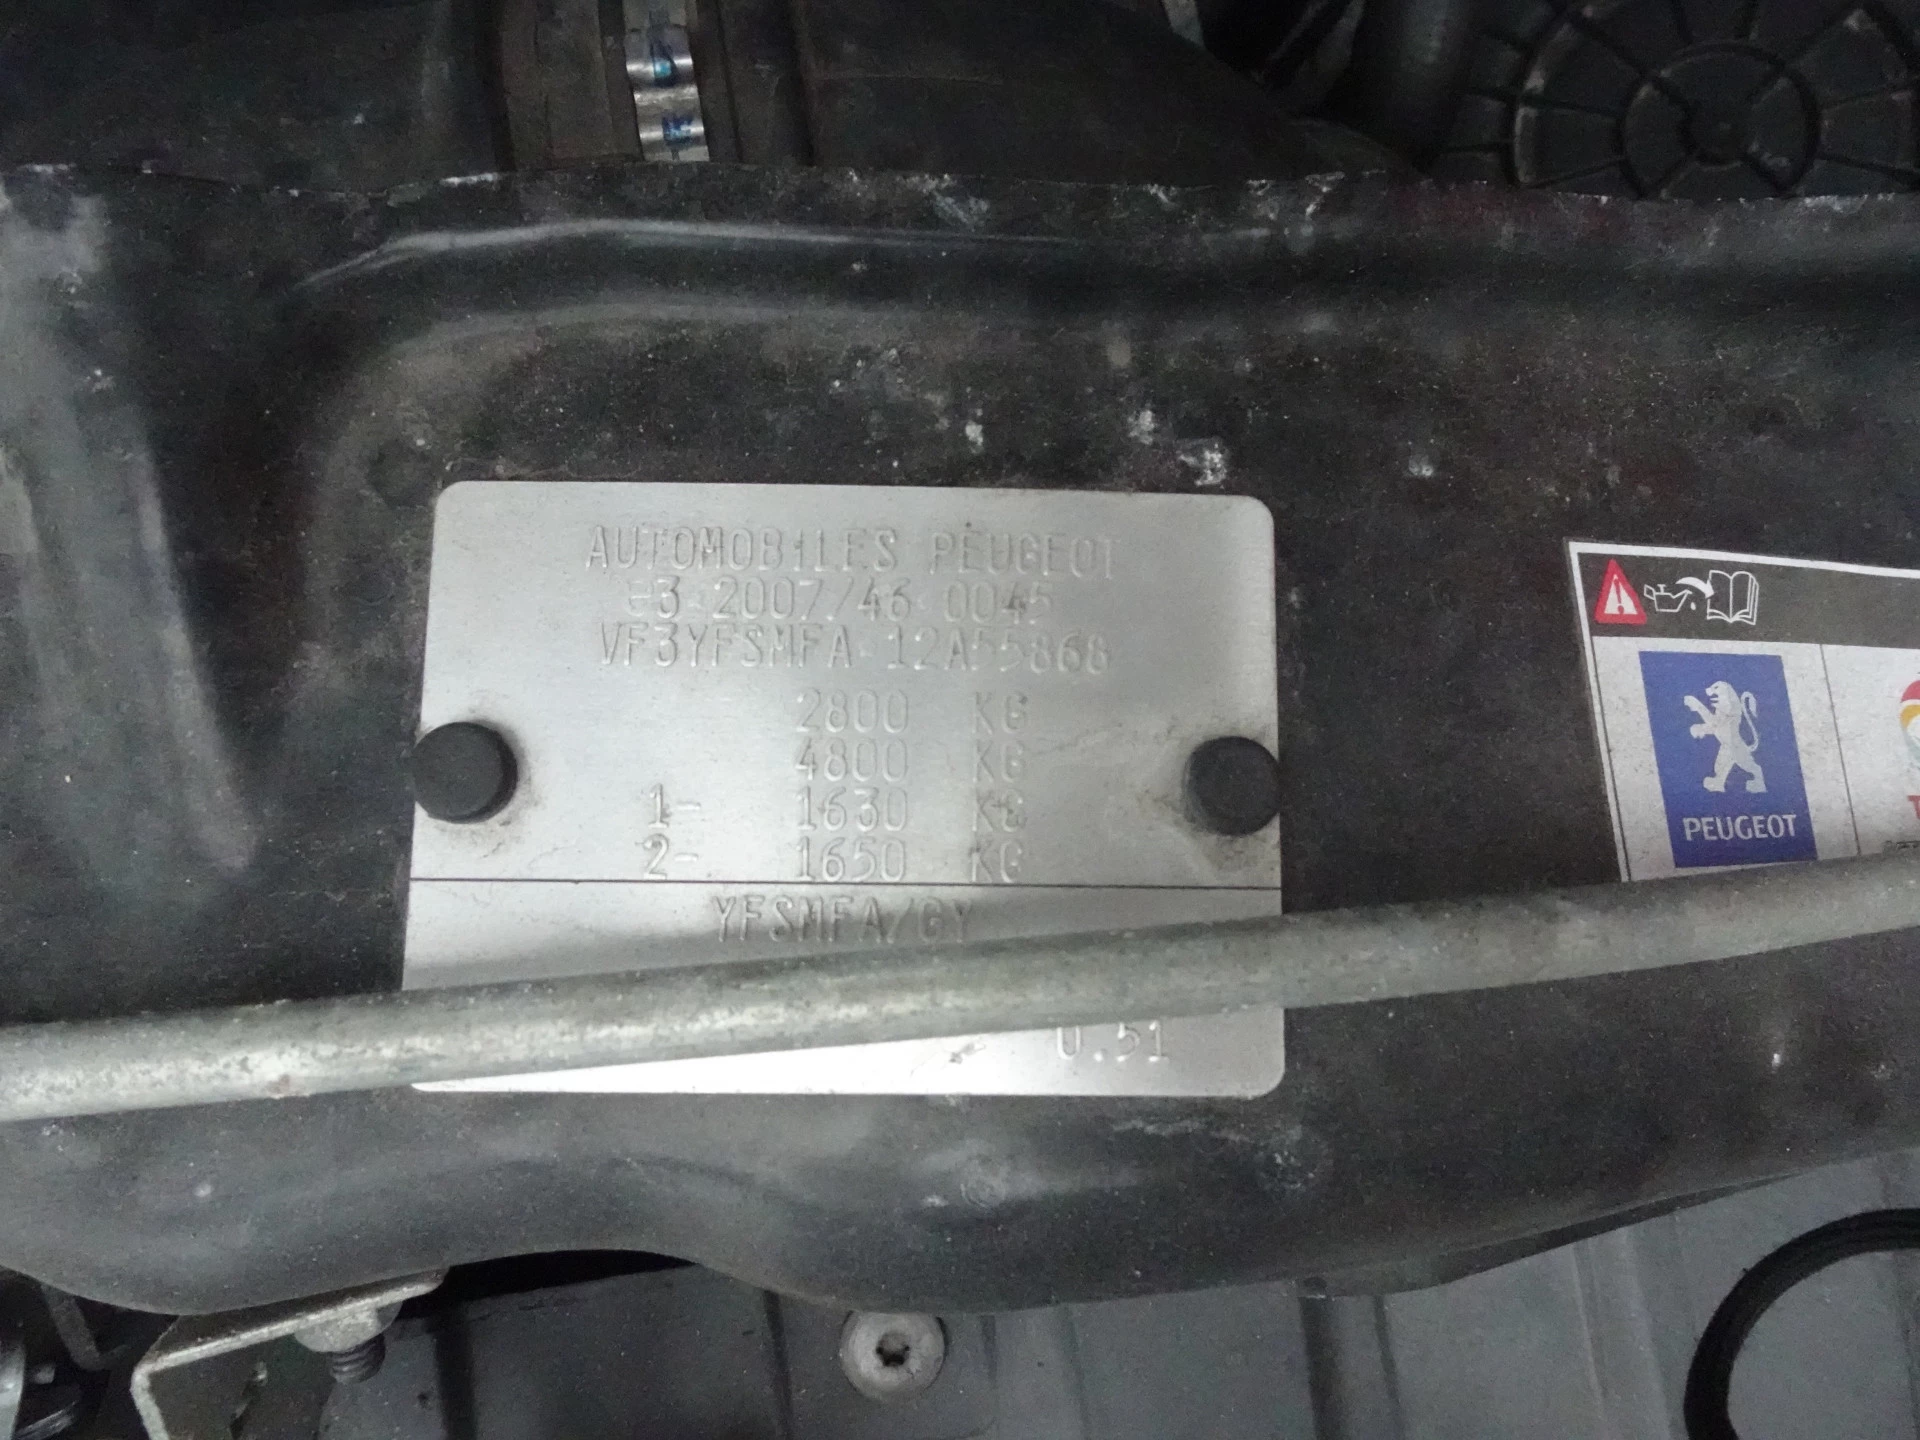 AUTOMOBILES PEUGEOT
e3*2007/46*0045
VF3YFSMFA 12A55868
2800 KG
4800 KG
1- 1630 KG
2- 1650 KG
YFSMFA/GY
0.51
PEUGEOT